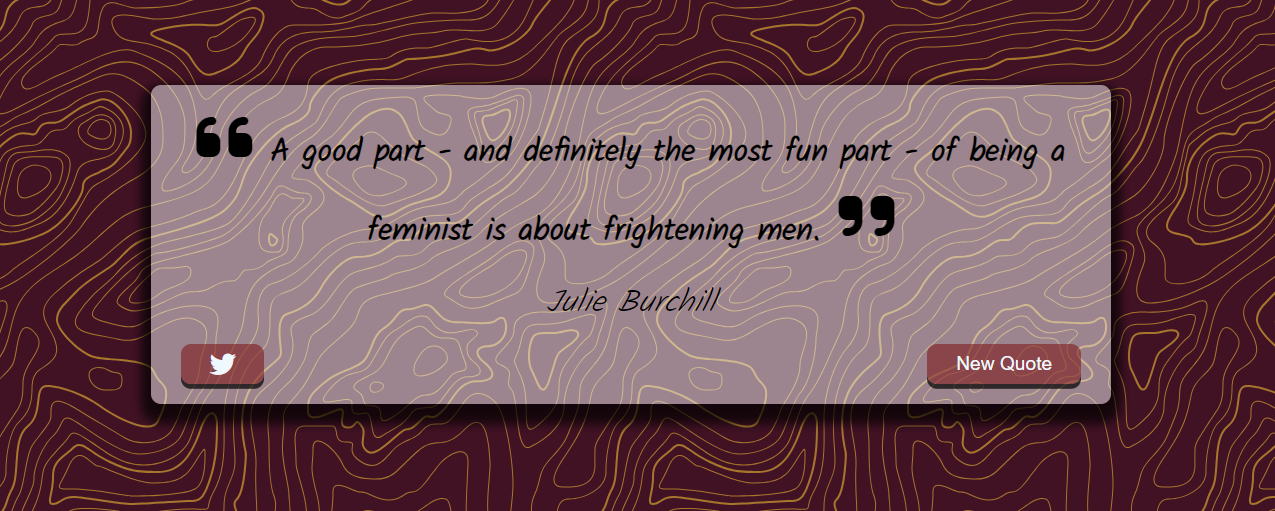 “ A good part - and definitely the most fun part - of being a
feminist is about frightening men. ”
Julie Burchill
New Quote